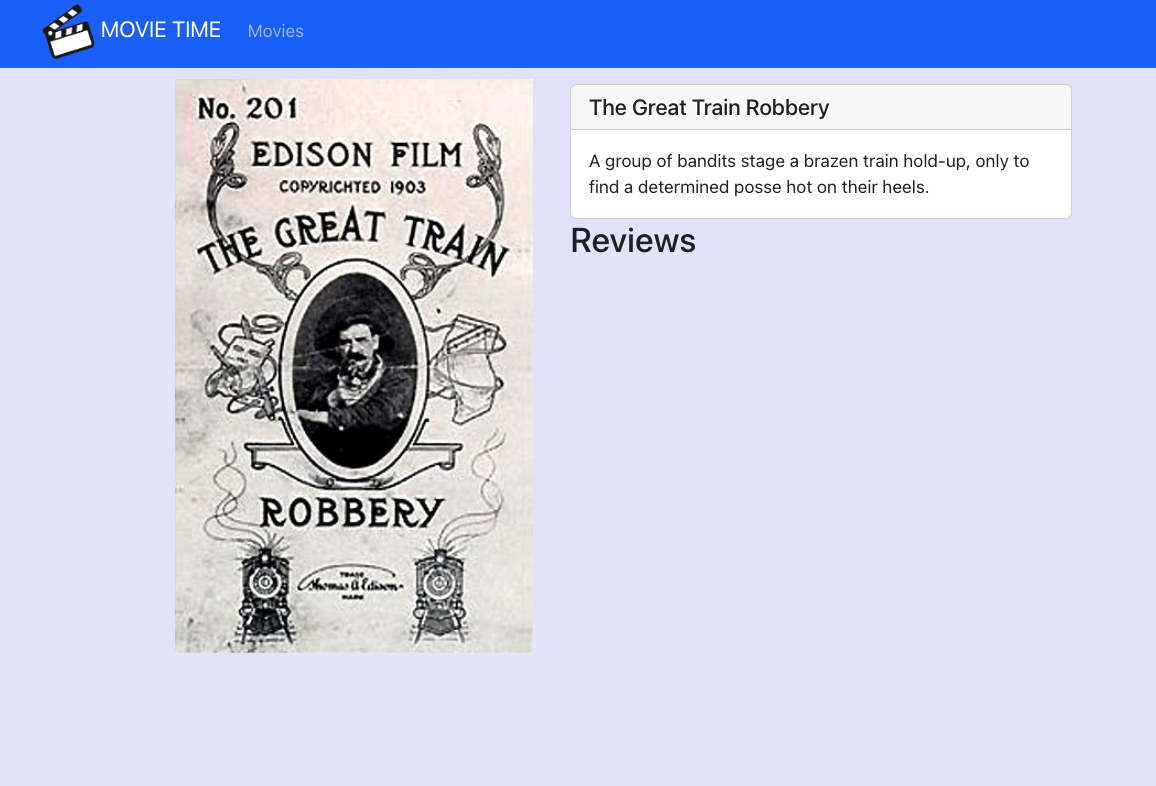 MOVIE TIME Movies
No. 201
EDISON FILM
COPYRIGHTED 1903
THE GREAT TRAIN
ROBBERY
TRADE
Thomas A Edison
MARK
The Great Train Robbery
A group of bandits stage a brazen train hold-up, only to
find a determined posse hot on their heels.
Reviews